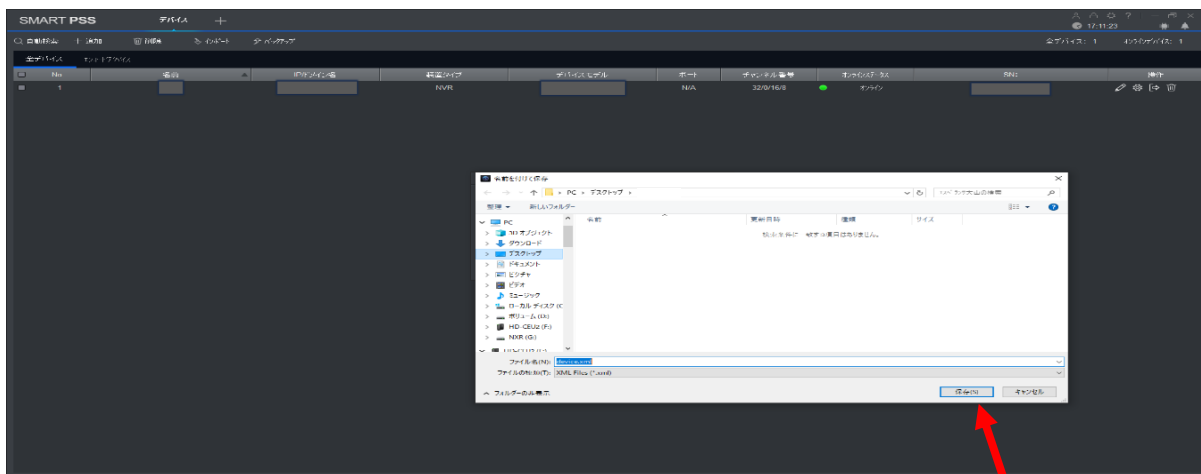 SMART PSS デバイス
17:11:23
自動検索 追加 削除 インポート バックアップ 全デバイス: 1 オンラインデバイス: 1
全デバイス
No 名前 IP/ドメイン名 装置タイプ デバイスモデル ポート チャンネル番号 オンラインステータス SN: 操作
1 NVR N/A 32/0/16/8 オンライン
名前を付けて保存
PC › デスクトップ ›
整理 新しいフォルダー
名前 更新日時 種類 サイズ
検索条件に一致する項目はありません。
PC
3D オブジェクト
ダウンロード
デスクトップ
ドキュメント
ピクチャ
ビデオ
ミュージック
ローカル ディスク (C
ボリューム (D:)
HD-CEU2 (F:)
NXR (G:)
ファイル名(N): device.xml
ファイルの種類(T): XML Files (*.xml)
フォルダーの非表示 保存(S) キャンセル